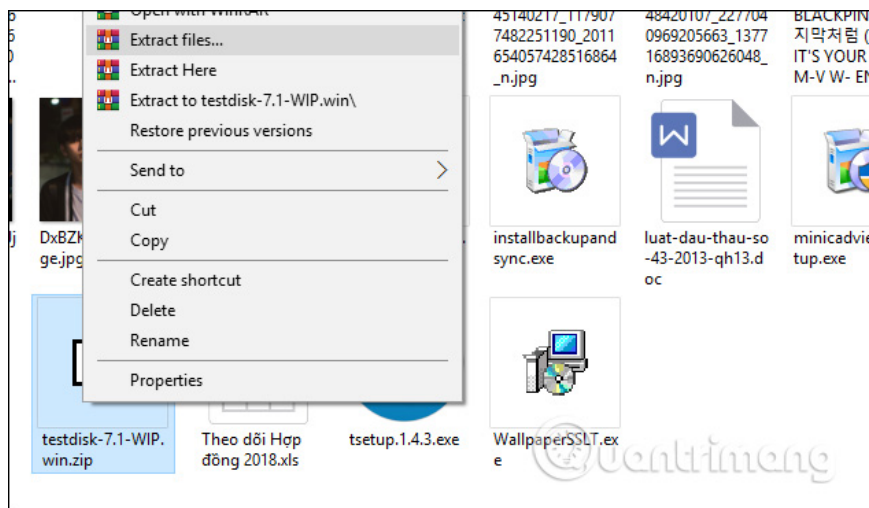 Open with WinRAR
Extract files...
Extract Here
Extract to testdisk-7.1-WIP.win\
Restore previous versions
Send to
Cut
Copy
Create shortcut
Delete
Rename
Properties
45140217_117907
7482251190_2011
654057428516864
_n.jpg
48420107_227704
0969205663_1377
16893690626048_
n.jpg
BLACKPIN
지막처럼 (
IT'S YOUR
M-V W- EN
DxBZK
ge.jpg
installbackupand
sync.exe
luat-dau-thau-so
-43-2013-qh13.d
oc
minicadvie
tup.exe
testdisk-7.1-WIP.
win.zip
Theo dõi Hợp
đồng 2018.xls
tsetup.1.4.3.exe
WallpaperSSLT.ex
e
Quantrimang